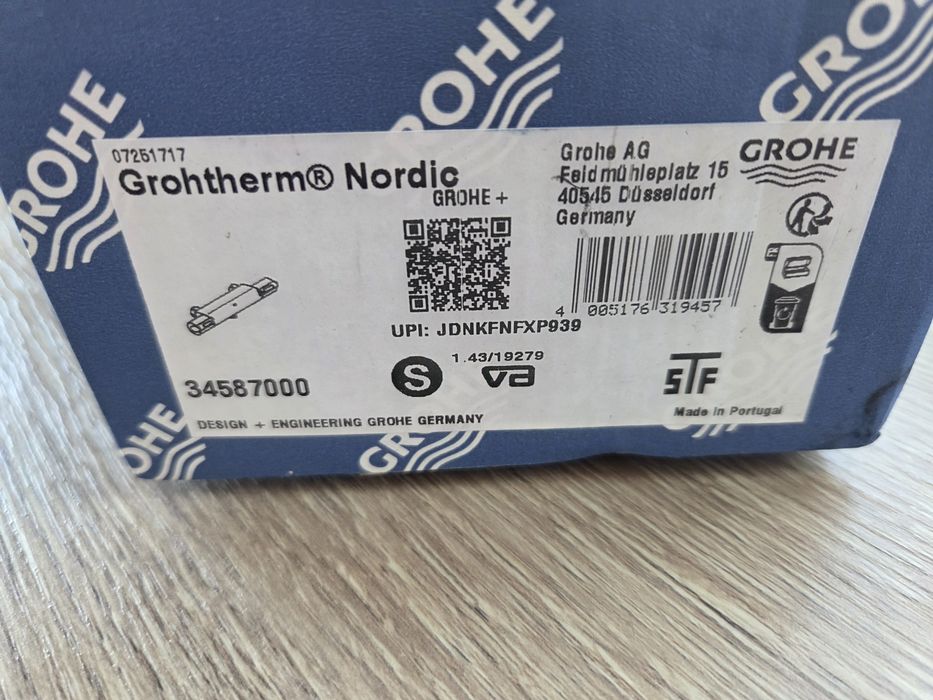 GROHE
GROHE
GROHE
07251717
Grohtherm® Nordic
GROHE +
Grohe AG
Feldmühleplatz 15
40545 Düsseldorf
Germany
GROHE
4 005176 319457
UPI: JDNKFNFXP939
34587000
S
1.43/19279
va
STF
Made in Portugal
DESIGN + ENGINEERING GROHE GERMANY
GROHE
GROHE